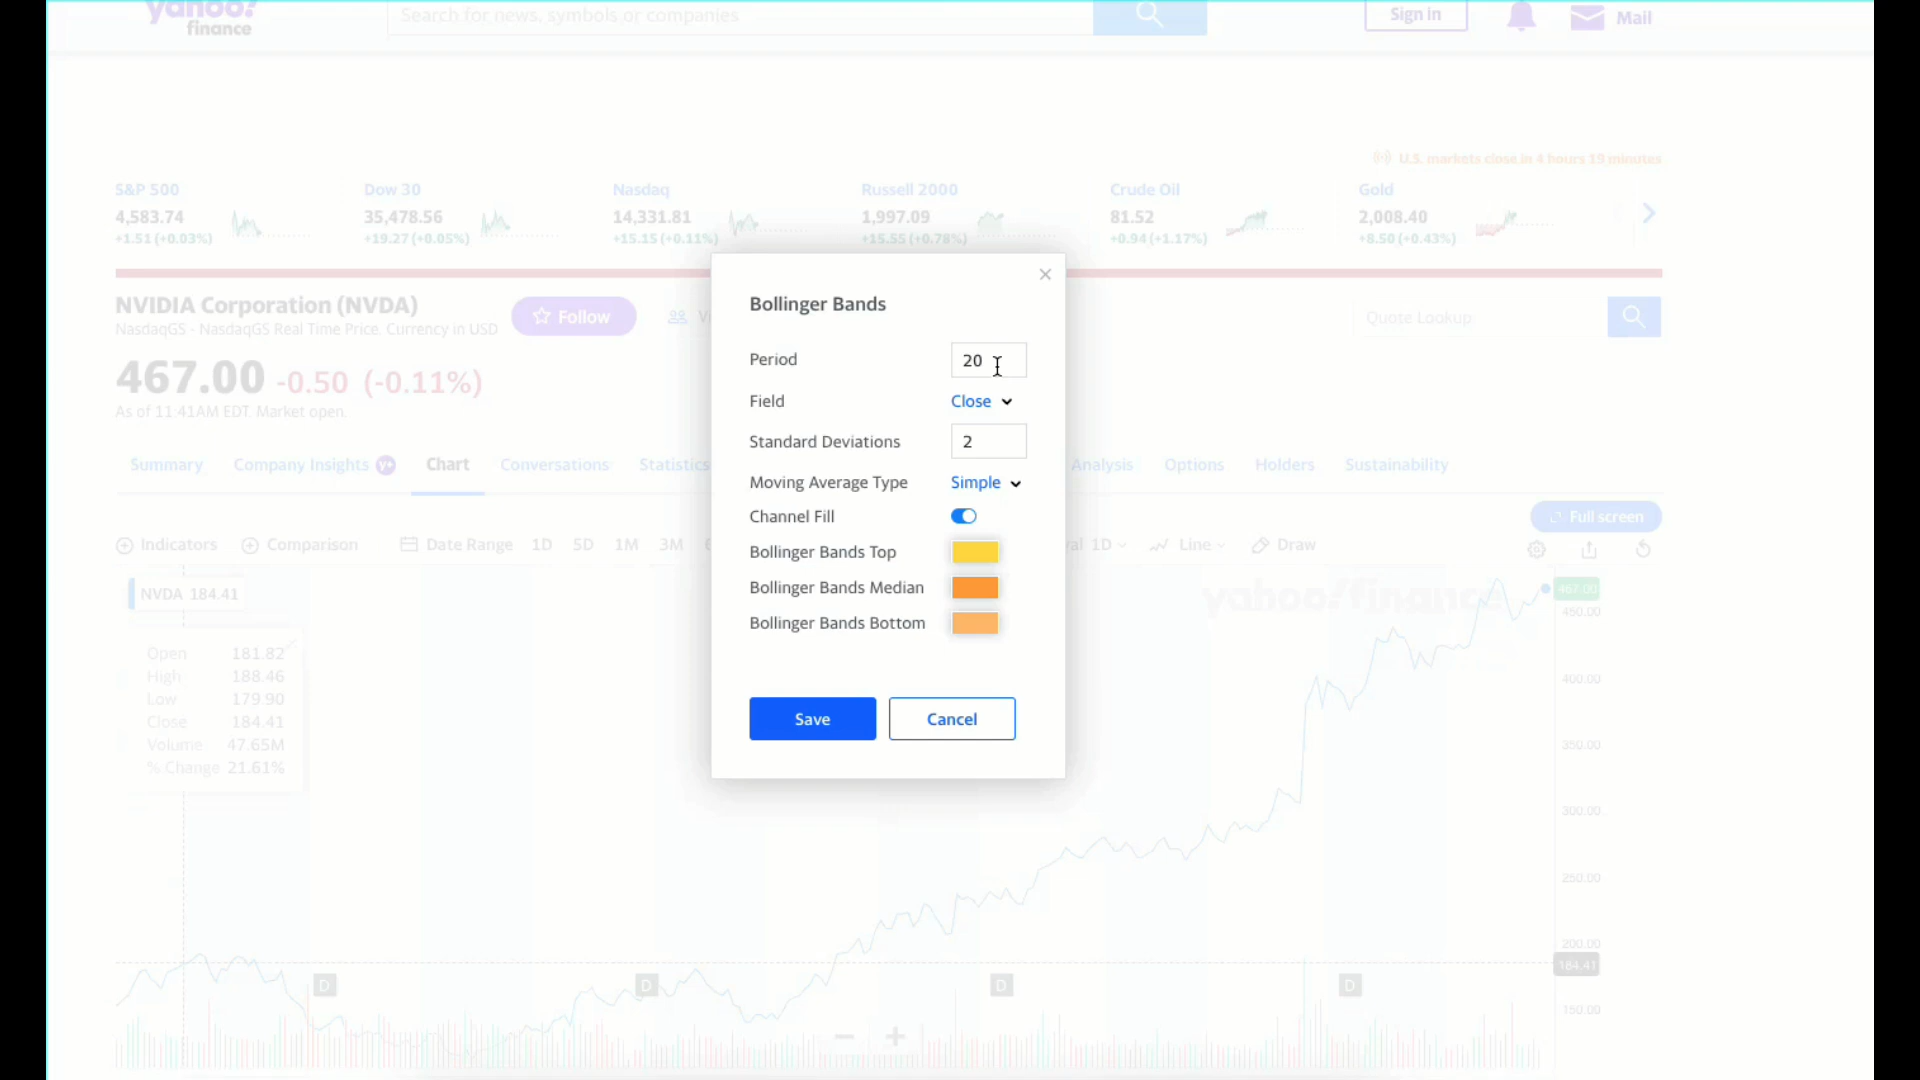 yahoo!
finance
Search for news, symbols or companies
Sign in
Mail
U.S. markets close in 4 hours 19 minutes
S&P 500
4,583.74
+1.51 (+0.03%)
Dow 30
35,478.56
+19.27 (+0.05%)
Nasdaq
14,331.81
+15.15 (+0.11%)
Russell 2000
1,997.09
+15.55 (+0.78%)
Crude Oil
81.52
+0.94 (+1.17%)
Gold
2,008.40
+8.50 (+0.43%)
NVIDIA Corporation (NVDA)
NasdaqGS - NasdaqGS Real Time Price. Currency in USD
Follow
Quote Lookup
467.00 -0.50 (-0.11%)
As of 11:41AM EDT. Market open.
Summary
Company Insights
Chart
Conversations
Statistics
Analysis
Options
Holders
Sustainability
Full screen
Indicators
Comparison
Date Range
1D
5D
1M
3M
1D
Line
Draw
Bollinger Bands
Period
20
Field
Close
Standard Deviations
2
Moving Average Type
Simple
Channel Fill
Bollinger Bands Top
Bollinger Bands Median
Bollinger Bands Bottom
Save
Cancel
NVDA 184.41
Open 181.82
High 188.46
Low 179.90
Close 184.41
Volume 47.65M
% Change 21.61%
yahoo!finance
467.00
450.00
400.00
350.00
300.00
250.00
200.00
184.41
150.00
D
D
D
D